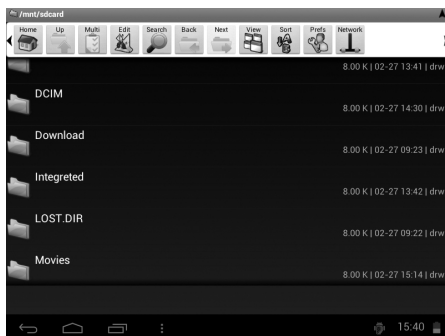 /mnt/sdcard
Home Up Multi Edit Search Back Next View Sort Prefs Network
8.00 K | 02-27 13:41 | drw
DCIM
8.00 K | 02-27 14:30 | drw
Download
8.00 K | 02-27 09:23 | drw
Integreted
8.00 K | 02-27 13:42 | drw
LOST.DIR
8.00 K | 02-27 09:22 | drw
Movies
8.00 K | 02-27 15:14 | drw
15:40